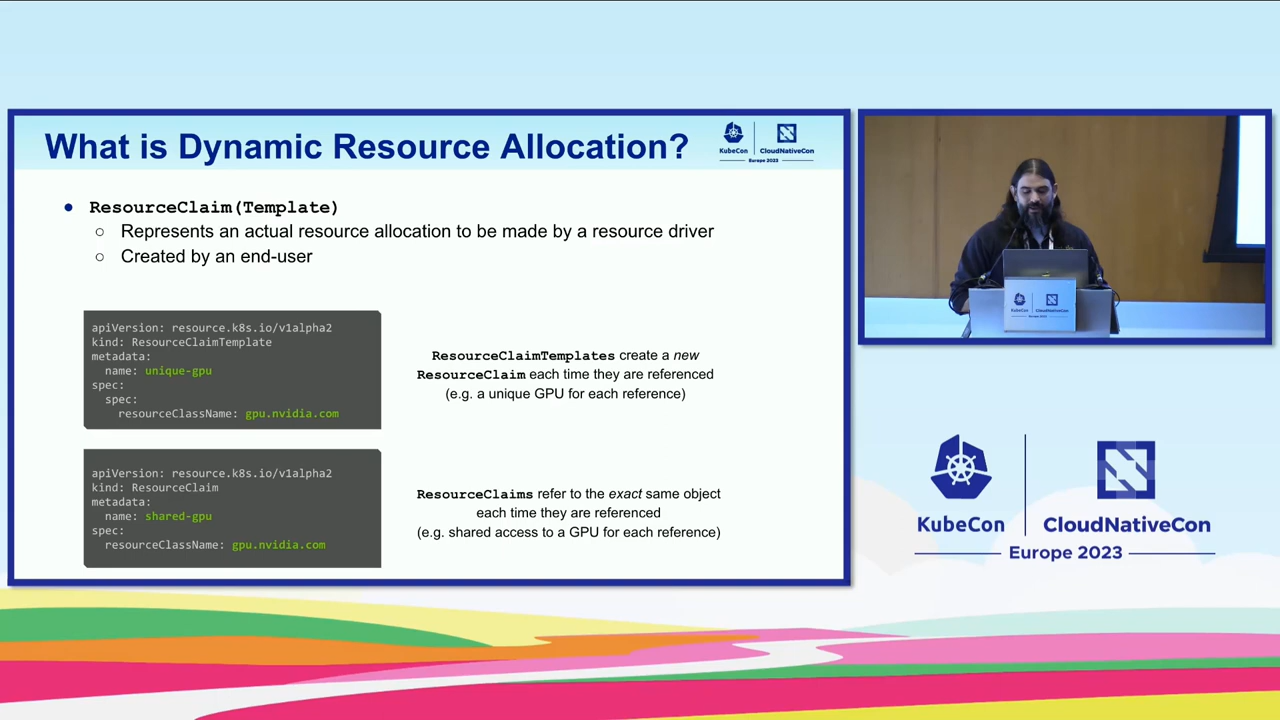 What is Dynamic Resource Allocation?
KubeCon
CloudNativeCon
Europe 2023
● ResourceClaim(Template)
○ Represents an actual resource allocation to be made by a resource driver
○ Created by an end-user
apiVersion: resource.k8s.io/v1alpha2
kind: ResourceClaimTemplate
metadata:
  name: unique-gpu
spec:
  spec:
    resourceClassName: gpu.nvidia.com
ResourceClaimTemplates create a new
ResourceClaim each time they are referenced
(e.g. a unique GPU for each reference)
apiVersion: resource.k8s.io/v1alpha2
kind: ResourceClaim
metadata:
  name: shared-gpu
spec:
  resourceClassName: gpu.nvidia.com
ResourceClaims refer to the exact same object
each time they are referenced
(e.g. shared access to a GPU for each reference)
KubeCon
CloudNativeCon
Europe 2023
KubeCon
CloudNativeCon
Europe 2023